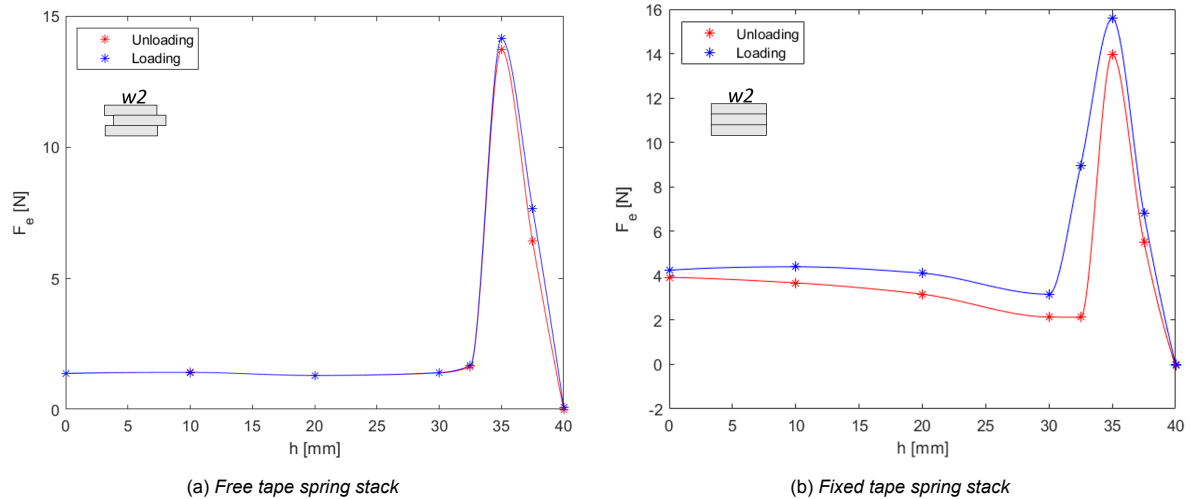 15
10
5
0
F_e [N]
Unloading
Loading
w2
0 5 10 15 20 25 30 35 40
h [mm]
(a) Free tape spring stack
16
14
12
10
8
6
4
2
0
-2
F_e [N]
Unloading
Loading
w2
0 5 10 15 20 25 30 35 40
h [mm]
(b) Fixed tape spring stack